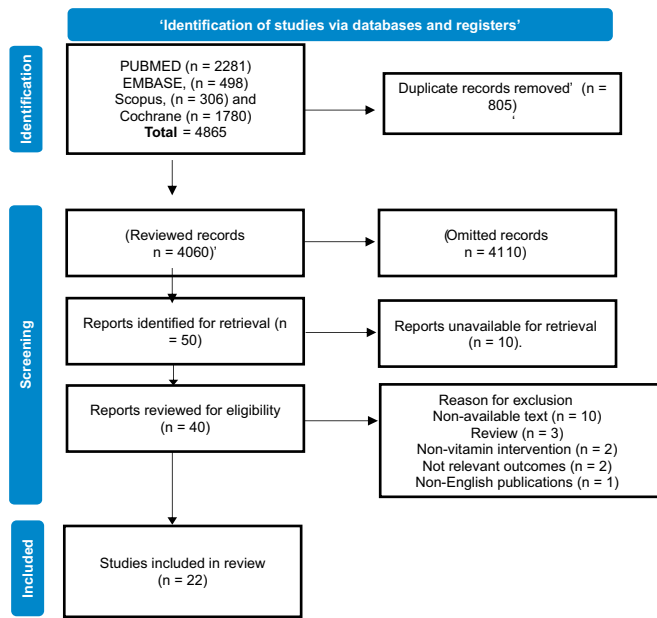 ‘Identification of studies via databases and registers’
Identification
PUBMED (n = 2281)
EMBASE, (n = 498)
Scopus, (n = 306) and
Cochrane (n = 1780)
Total = 4865
Duplicate records removed’ (n =
805)
‘
Screening
(Reviewed records
n = 4060)’
(Omitted records
n = 4110)
Reports identified for retrieval (n
= 50)
Reports unavailable for retrieval
(n = 10).
Reports reviewed for eligibility
(n = 40)
Reason for exclusion
Non-available text (n = 10)
Review (n = 3)
Non-vitamin intervention (n = 2)
Not relevant outcomes (n = 2)
Non-English publications (n = 1)
Included
Studies included in review
(n = 22)